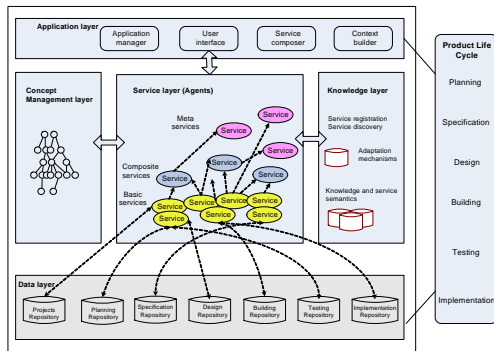 Application layer
Application
manager
User
interface
Service
composer
Context
builder
Product Life
Cycle
Planning
Specification
Design
Building
Testing
Implementation
Concept
Management layer
Service layer (Agents)
Meta
services
Composite
services
Basic
services
Service
Service
Service
Service
Service
Service
Service
Service
Service
Service
Service
Service
Service
Knowledge layer
Service registration
Service discovery
Adaptation
mechanisms
Knowledge and service
semantics
Data layer
Projects
Repository
Planning
Repository
Specification
Repository
Design
Repository
Building
Repository
Testing
Repository
Implementation
Repository